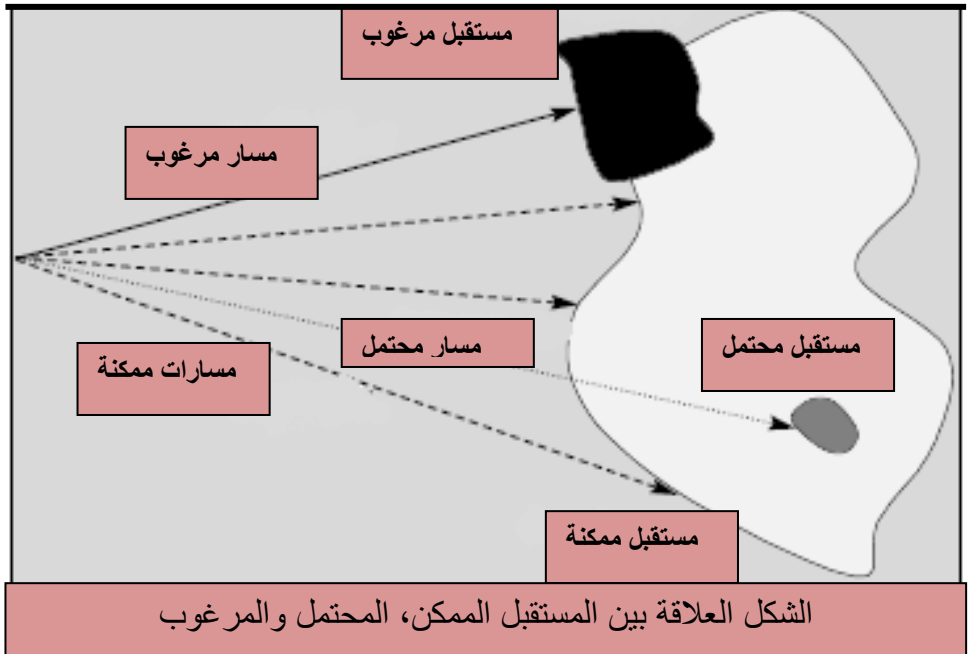 مستقبل مرغوب
مسار مرغوب
مسار محتمل
مستقبل محتمل
مسارات ممكنة
مستقبل ممكنة
الشكل العلاقة بين المستقبل الممكن، المحتمل والمرغوب